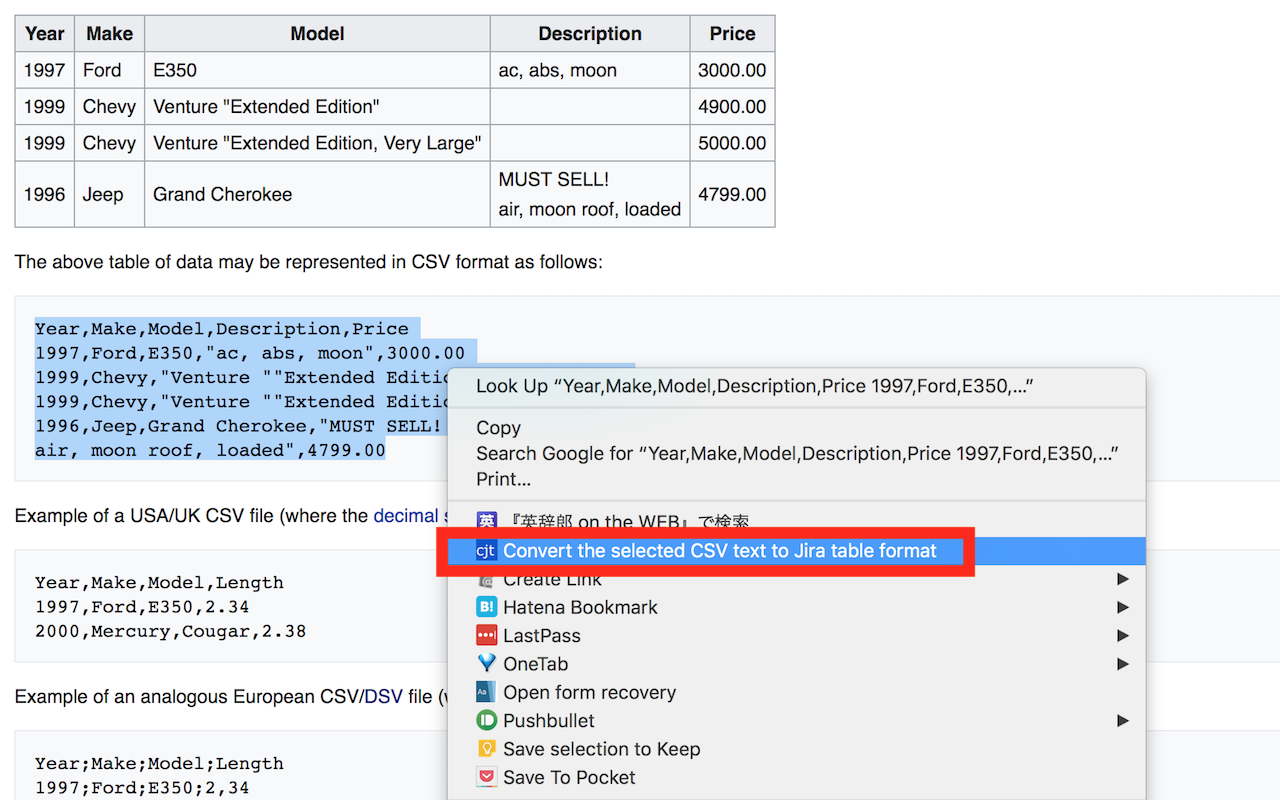 Year Make Model Description Price
1997 Ford E350 ac, abs, moon 3000.00
1999 Chevy Venture "Extended Edition" 4900.00
1999 Chevy Venture "Extended Edition, Very Large" 5000.00
1996 Jeep Grand Cherokee MUST SELL!
air, moon roof, loaded 4799.00
The above table of data may be represented in CSV format as follows:
Year,Make,Model,Description,Price
1997,Ford,E350,"ac, abs, moon",3000.00
1999,Chevy,"Venture ""Extended Editio
1999,Chevy,"Venture ""Extended Editio
1996,Jeep,Grand Cherokee,"MUST SELL!
air, moon roof, loaded",4799.00
Look Up “Year,Make,Model,Description,Price 1997,Ford,E350,...”
Copy
Search Google for “Year,Make,Model,Description,Price 1997,Ford,E350,...”
Print...
英 『英辞郎 on the WEB』で検索
cjt Convert the selected CSV text to Jira table format
Create Link
B! Hatena Bookmark
LastPass
OneTab
Aa Open form recovery
Pushbullet
Save selection to Keep
Save To Pocket
Example of a USA/UK CSV file (where the decimal s
Year,Make,Model,Length
1997,Ford,E350,2.34
2000,Mercury,Cougar,2.38
Example of an analogous European CSV/DSV file (w
Year;Make;Model;Length
1997;Ford;E350;2,34